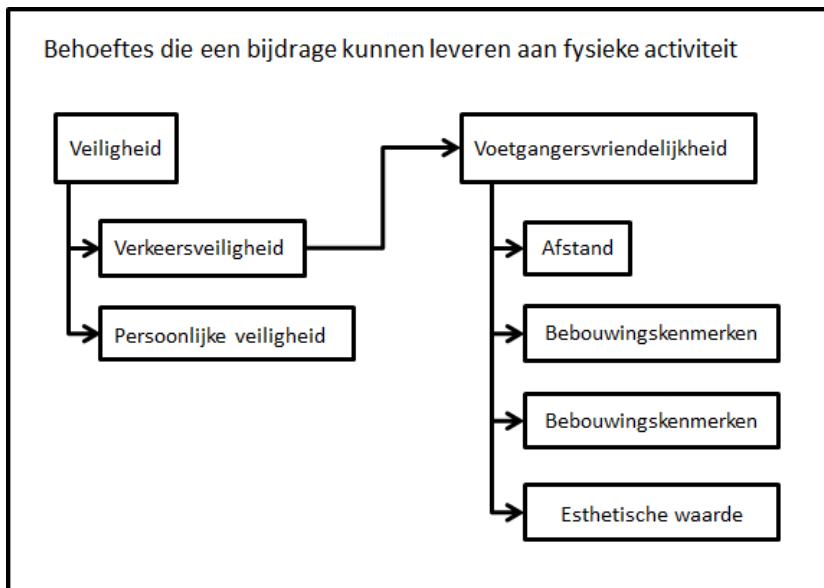 Behoeftes die een bijdrage kunnen leveren aan fysieke activiteit
Veiligheid
Verkeersveiligheid
Persoonlijke veiligheid
Voetgangersvriendelijkheid
Afstand
Bebouwingskenmerken
Bebouwingskenmerken
Esthetische waarde